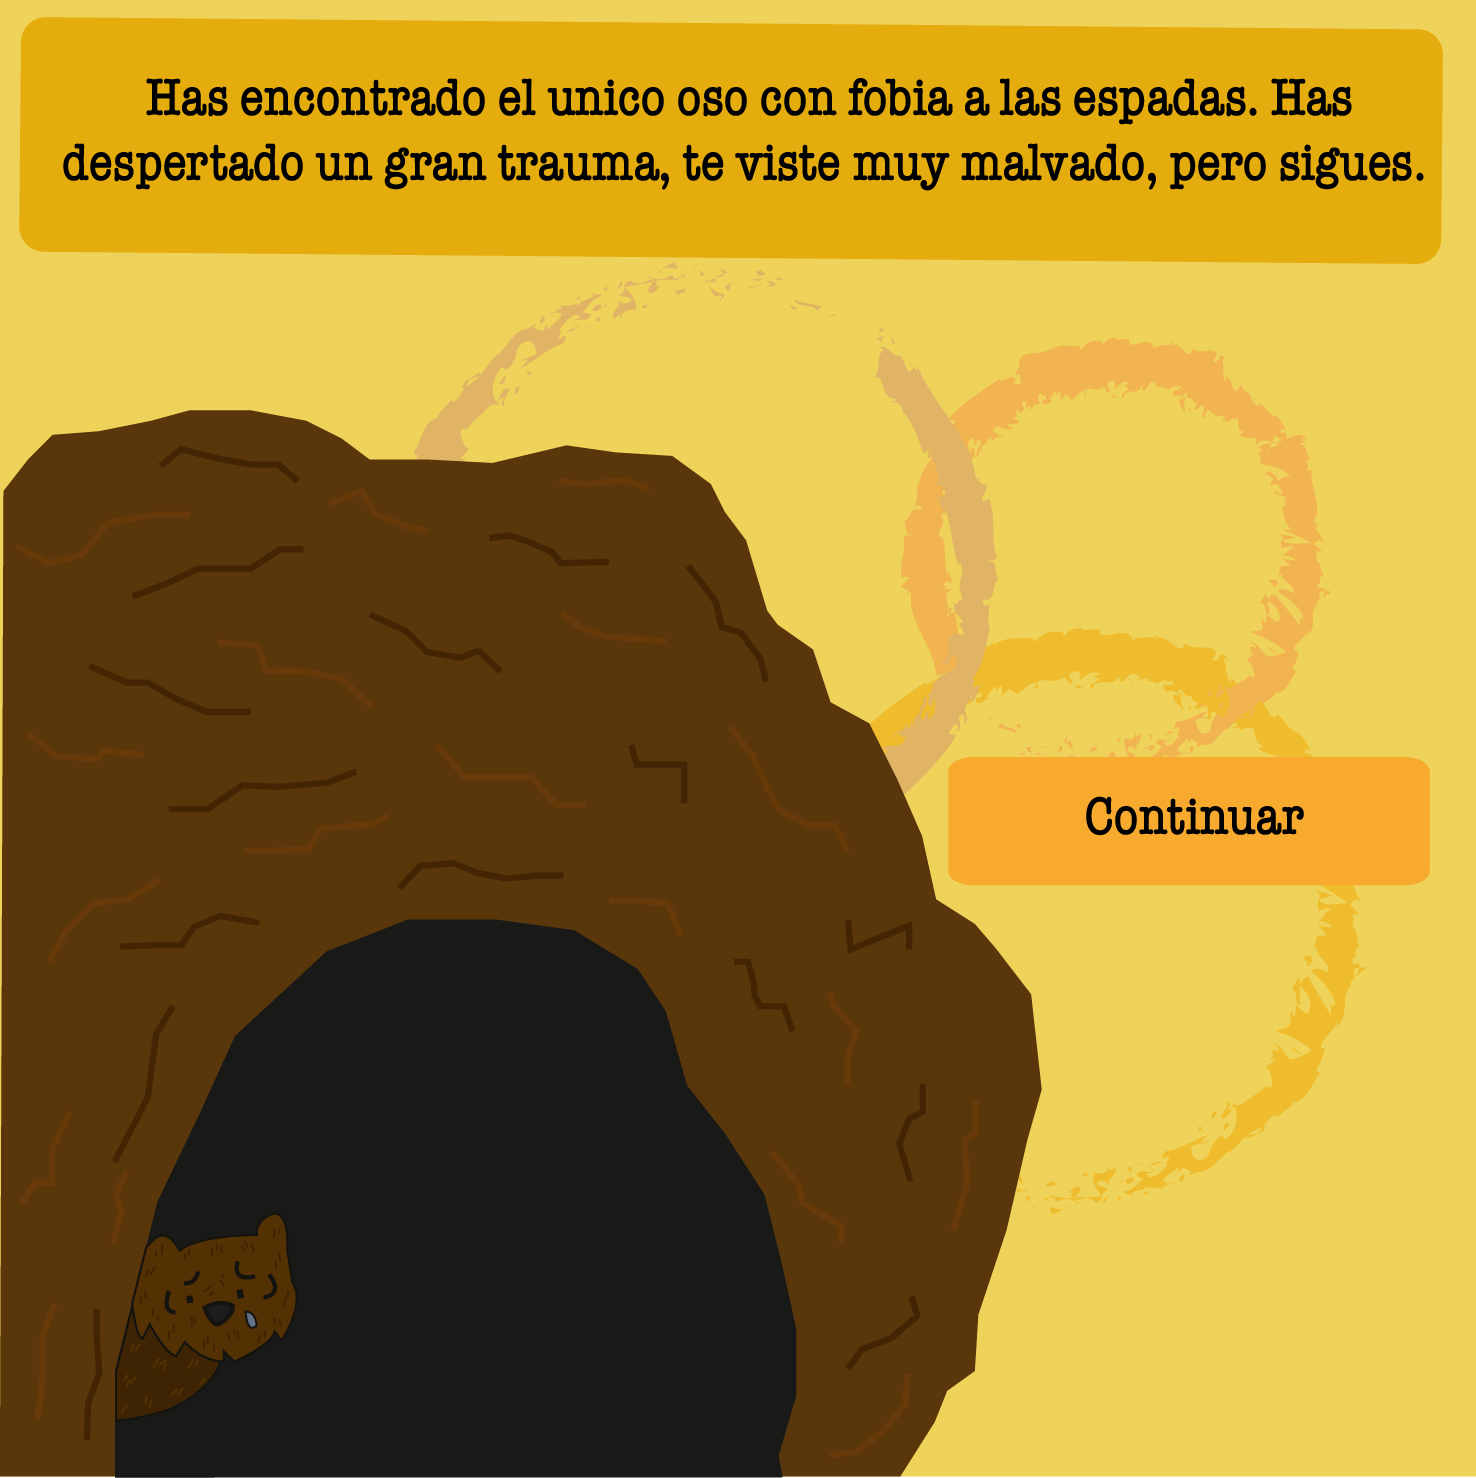 Has encontrado el unico oso con fobia a las espadas. Has
despertado un gran trauma, te viste muy malvado, pero sigues.
Continuar